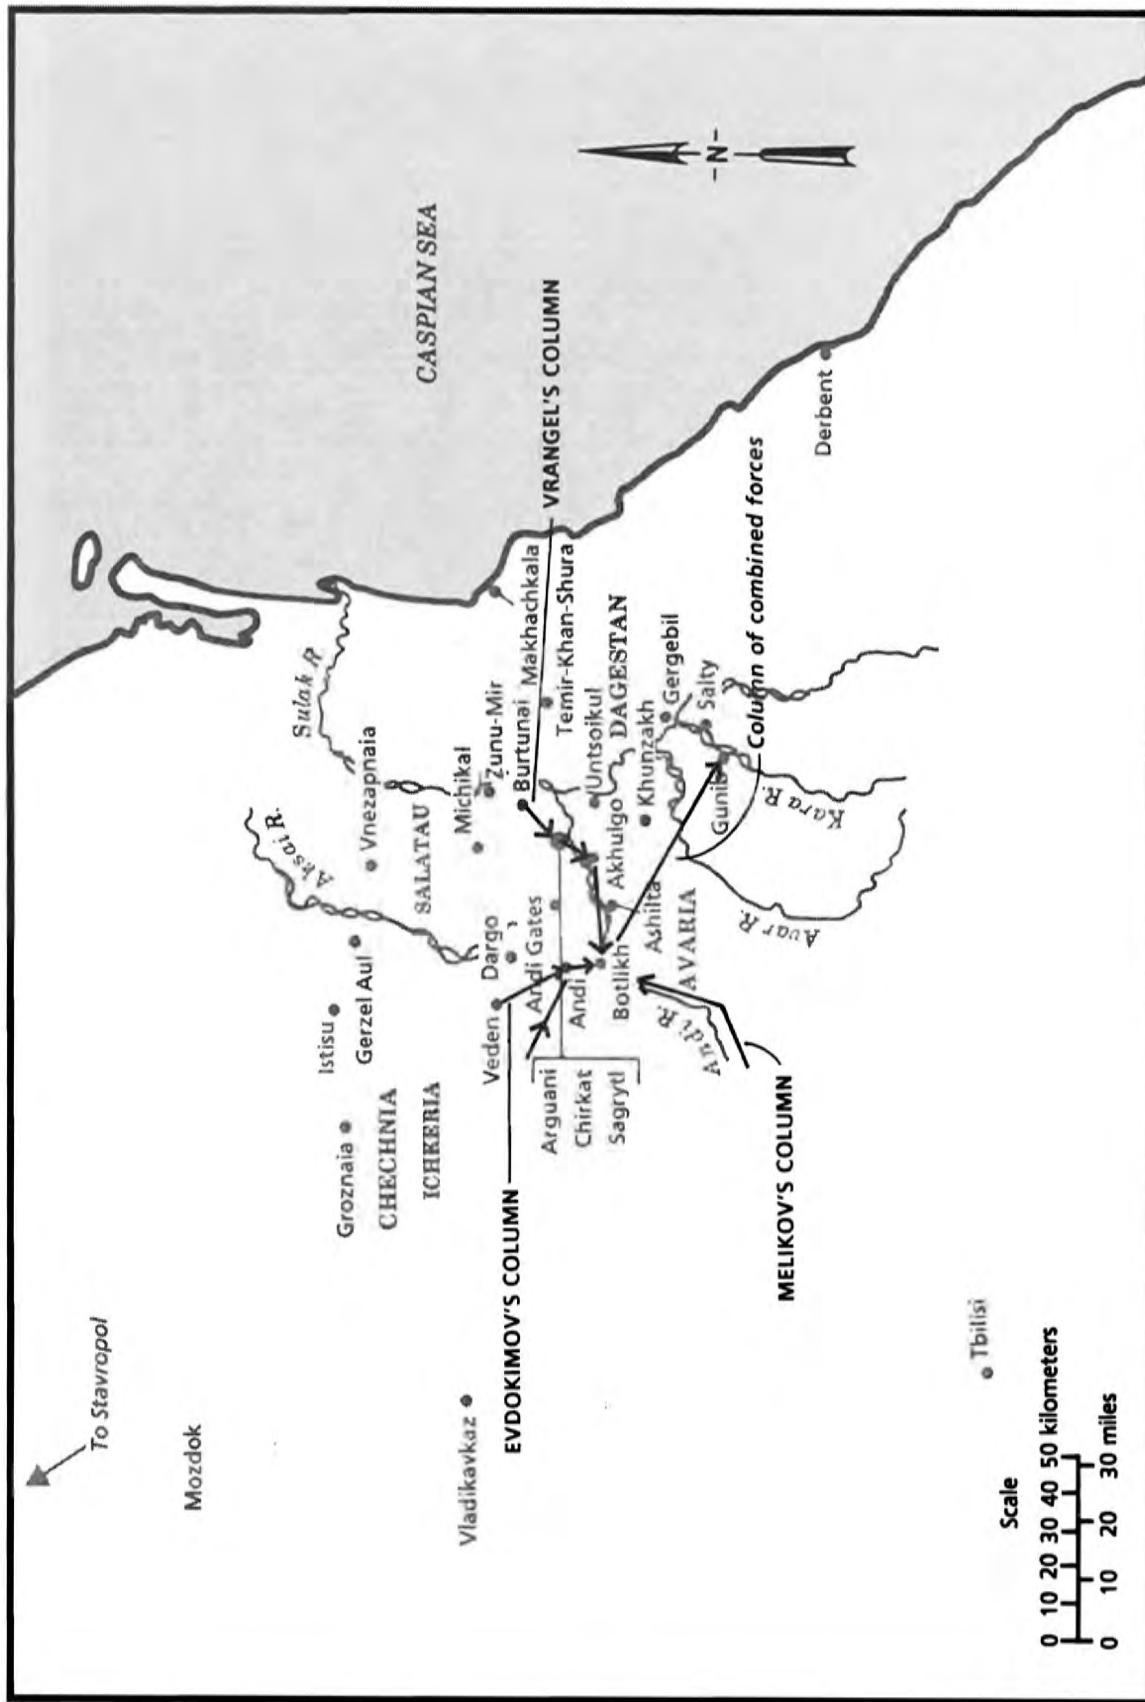 To Stavropol
Mozdok
CASPIAN SEA
-N-
Sulak R.
Aksai R.
Istisu
Gerzel Aul
Vnezapnaia
Groznaia
CHECHNIA
ICHKERIA
SALATAU
Michikal
Zunu-Mir
Vladikavkaz
Veden
Dargo
Burtunai
Makhachkala
EVDOKIMOV'S COLUMN
VRANGEL'S COLUMN
Andi Gates
Temir-Khan-Shura
Arguani
Chirkat
Sagrytl
Andi
Untsoikul
DAGESTAN
Botlikh
Akhulgo
Ashilta
Khunzakh
Gergebil
AVARIA
Salty
Gunib
Andi R.
Avar R.
Kara R.
Column of combined forces
Derbent
MELIKOV'S COLUMN
Tbilisi
Scale
0 10 20 30 40 50 kilometers
0 10 20 30 miles